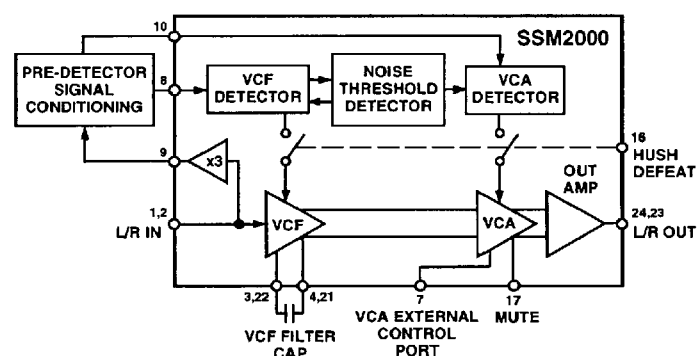 10
SSM2000
PRE-DETECTOR
SIGNAL
CONDITIONING
8
VCF
DETECTOR
NOISE
THRESHOLD
DETECTOR
VCA
DETECTOR
16
HUSH
DEFEAT
9
x3
OUT
AMP
1,2
L/R IN
VCF
VCA
24,23
L/R OUT
3,22
4,21
7
17
VCF FILTER
CAP
VCA EXTERNAL
CONTROL
PORT
MUTE